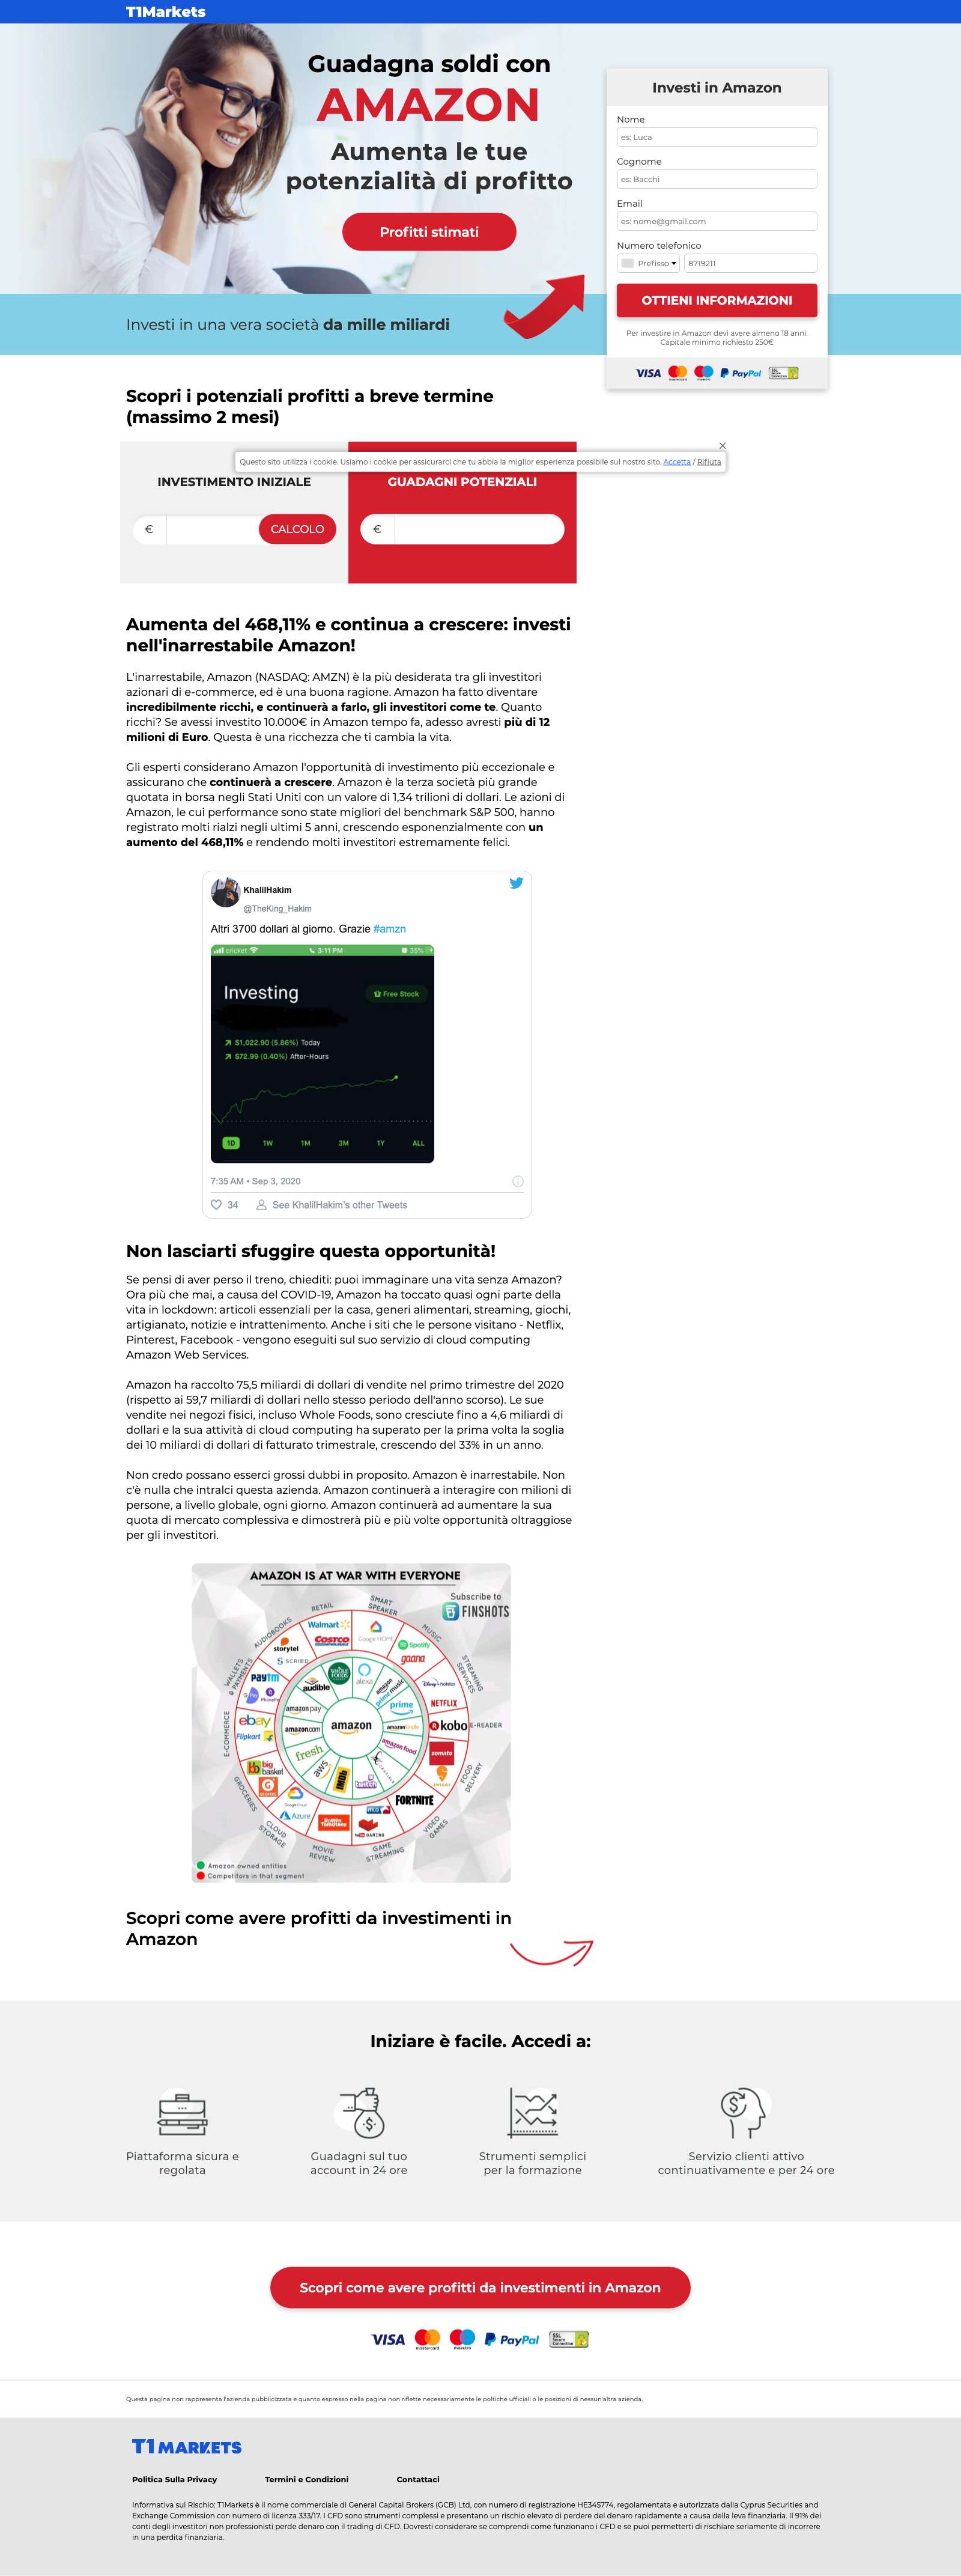 T1Markets
Guadagna soldi con
AMAZON
Aumenta le tue
potenzialità di profitto
Profitti stimati
Investi in una vera società da mille miliardi
Investi in Amazon
Nome
es: Luca
Cognome
es: Bacchi
Email
es: nome@gmail.com
Numero telefonico
Prefisso
8719211
OTTIENI INFORMAZIONI
Per investire in Amazon devi avere almeno 18 anni.
Capitale minimo richiesto 250€
VISA
PayPal
Scopri i potenziali profitti a breve termine
(massimo 2 mesi)
Questo sito utilizza i cookie. Usiamo i cookie per assicurarci che tu abbia la miglior esperienza possibile sul nostro sito. Accetta / Rifiuta
INVESTIMENTO INIZIALE
€
CALCOLO
GUADAGNI POTENZIALI
€
Aumenta del 468,11% e continua a crescere: investi
nell'inarrestabile Amazon!
L'inarrestabile, Amazon (NASDAQ: AMZN) è la più desiderata tra gli investitori
azionari di e-commerce, ed è una buona ragione. Amazon ha fatto diventare
incredibilmente ricchi, e continuerà a farlo, gli investitori come te. Quanto
ricchi? Se avessi investito 10.000€ in Amazon tempo fa, adesso avresti più di 12
milioni di Euro. Questa è una ricchezza che ti cambia la vita.
Gli esperti considerano Amazon l'opportunità di investimento più eccezionale e
assicurano che continuerà a crescere. Amazon è la terza società più grande
quotata in borsa negli Stati Uniti con un valore di 1,34 trilioni di dollari. Le azioni di
Amazon, le cui performance sono state migliori del benchmark S&P 500, hanno
registrato molti rialzi negli ultimi 5 anni, crescendo esponenzialmente con un
aumento del 468,11% e rendendo molti investitori estremamente felici.
KhalilHakim
@TheKing_Hakim
Altri 3700 dollari al giorno. Grazie #amzn
cricket
3:11 PM
35%
Investing
Free Stock
$1,022.90 (5.86%) Today
$72.99 (0.40%) After-Hours
1D 1W 1M 3M 1Y ALL
7:35 AM • Sep 3, 2020
34 See KhalilHakim's other Tweets
Non lasciarti sfuggire questa opportunità!
Se pensi di aver perso il treno, chiediti: puoi immaginare una vita senza Amazon?
Ora più che mai, a causa del COVID-19, Amazon ha toccato quasi ogni parte della
vita in lockdown: articoli essenziali per la casa, generi alimentari, streaming, giochi,
artigianato, notizie e intrattenimento. Anche i siti che le persone visitano - Netflix,
Pinterest, Facebook - vengono eseguiti sul suo servizio di cloud computing
Amazon Web Services.
Amazon ha raccolto 75,5 miliardi di dollari di vendite nel primo trimestre del 2020
(rispetto ai 59,7 miliardi di dollari nello stesso periodo dell'anno scorso). Le sue
vendite nei negozi fisici, incluso Whole Foods, sono cresciute fino a 4,6 miliardi di
dollari e la sua attività di cloud computing ha superato per la prima volta la soglia
dei 10 miliardi di dollari di fatturato trimestrale, crescendo del 33% in un anno.
Non credo possano esserci grossi dubbi in proposito. Amazon è inarrestabile. Non
c'è nulla che intralci questa azienda. Amazon continuerà a interagire con milioni di
persone, a livello globale, ogni giorno. Amazon continuerà ad aumentare la sua
quota di mercato complessiva e dimostrerà più e più volte opportunità oltraggiose
per gli investitori.
AMAZON IS AT WAR WITH EVERYONE
Subscribe to
FINSHOTS
RETAIL
Walmart
COSTCO
SMART SPEAKER
Google HOME
MUSIC
Spotify
gaana
STREAMING SERVICES
Disney+ hotstar
NETFLIX
E-READER
kobo
FOOD DELIVERY
zomato
SWIGGY
VIDEO GAMES
FORTNITE
GAME STREAMING
GAMING
MOVIE REVIEW
Rotten Tomatoes
CLOUD STORAGE
Google Cloud
Azure
GROCERIES
big basket
E-COMMERCE
ebay
Flipkart
WALLETS & PAYMENTS
paytm
PhonePe
AUDIOBOOKS
storytel
SCRIBD
WHOLE FOODS
alexa
amazon music
prime
amazon food
twitch
IMDb
aws
fresh
amazon.com
amazon pay
audible
amazon
Amazon owned entities
Competitors in that segment
Scopri come avere profitti da investimenti in
Amazon
Iniziare è facile. Accedi a:
Piattaforma sicura e
regolata
Guadagni sul tuo
account in 24 ore
Strumenti semplici
per la formazione
Servizio clienti attivo
continuativamente e per 24 ore
Scopri come avere profitti da investimenti in Amazon
VISA
mastercard
maestro
PayPal
SSL
Secure
Connection
Questa pagina non rappresenta l'azienda pubblicizzata e quanto espresso nella pagina non riflette necessariamente le poltiche ufficiali o le posizioni di nessun'altra azienda.
T1 MARKETS
Politica Sulla Privacy
Termini e Condizioni
Contattaci
Informativa sul Rischio: T1Markets è il nome commerciale di General Capital Brokers (GCB) Ltd, con numero di registrazione HE345774, regolamentata e autorizzata dalla Cyprus Securities and
Exchange Commission con numero di licenza 333/17. I CFD sono strumenti complessi e presentano un rischio elevato di perdere del denaro rapidamente a causa della leva finanziaria. Il 91% dei
conti degli investitori non professionisti perde denaro con il trading di CFD. Dovresti considerare se comprendi come funzionano i CFD e se puoi permetterti di rischiare seriamente di incorrere
in una perdita finanziaria.